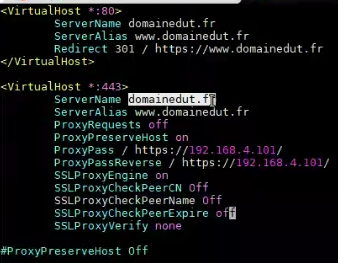 <VirtualHost *:80>
ServerName domainedut.fr
ServerAlias www.domainedut.fr
Redirect 301 / https://www.domainedut.fr
</VirtualHost>
<VirtualHost *:443>
ServerName domainedut.fr
ServerAlias www.domainedut.fr
ProxyRequests off
ProxyPreserveHost on
ProxyPass / https://192.168.4.101/
ProxyPassReverse / https://192.168.4.101/
SSLProxyEngine on
SSLProxyCheckPeerCN Off
SSLProxyCheckPeerName Off
SSLProxyCheckPeerExpire off
SSLProxyVerify none
#ProxyPreserveHost Off